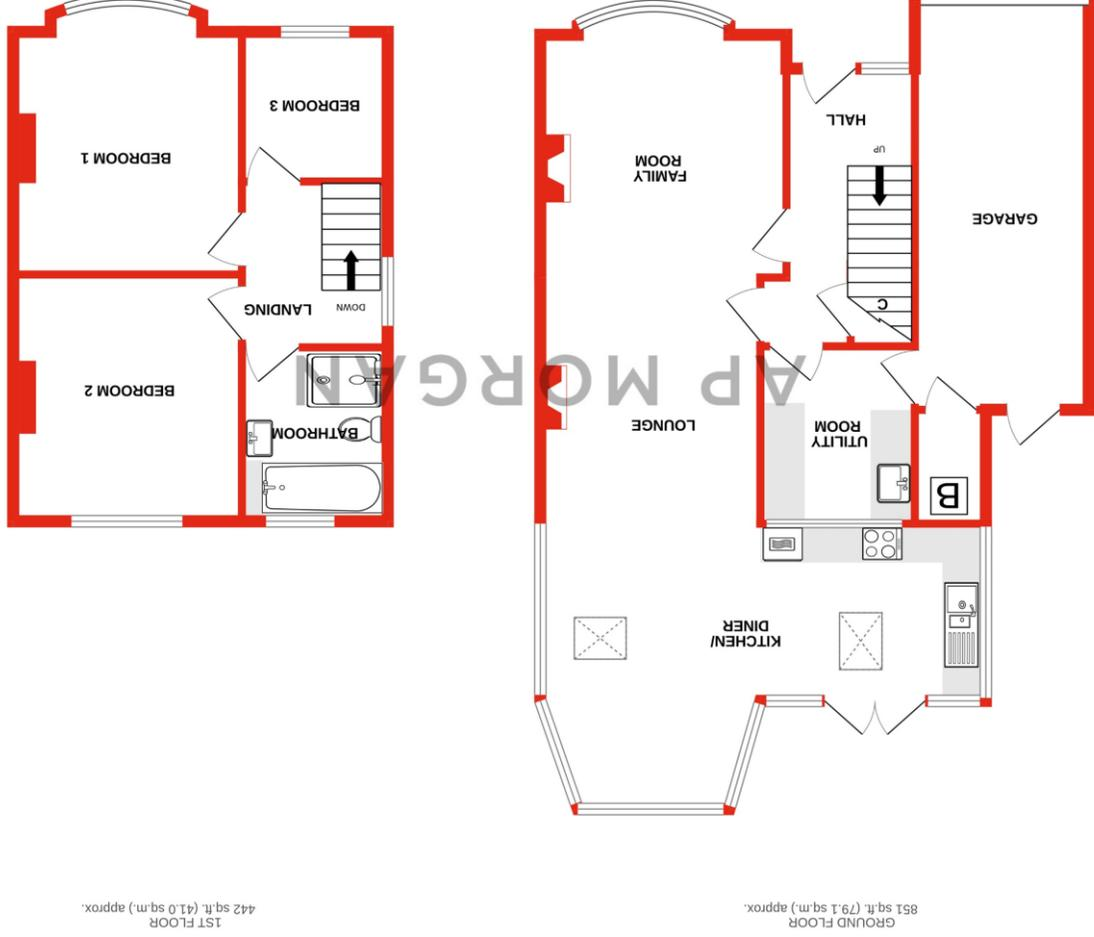 GROUND FLOOR
851 sq.ft. (79.1 sq.m.) approx.
1ST FLOOR
442 sq.ft. (41.0 sq.m.) approx.
KITCHEN/
DINER
B
UTILITY
ROOM
LOUNGE
BATHROOM
BEDROOM 2
AP MORGAN
C
LANDING
DOWN
GARAGE
FAMILY
ROOM
BEDROOM 1
UP
HALL
BEDROOM 3